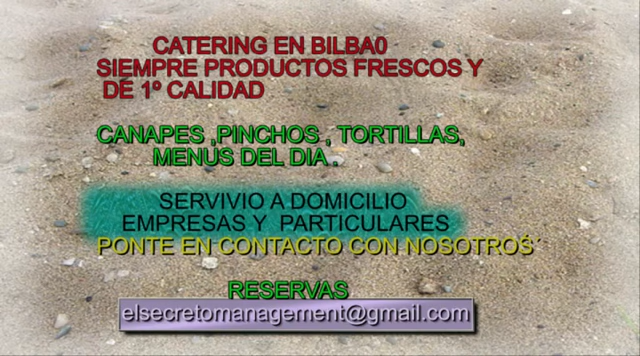 CATERING EN BILBA0
SIEMPRE PRODUCTOS FRESCOS Y
DE 1º CALIDAD
CANAPES ,PINCHOS , TORTILLAS,
MENUS DEL DIA .
SERVIVIO A DOMICILIO
EMPRESAS Y PARTICULARES
PONTE EN CONTACTO CON NOSOTROS´
RESERVAS
elsecretomanagement@gmail.com